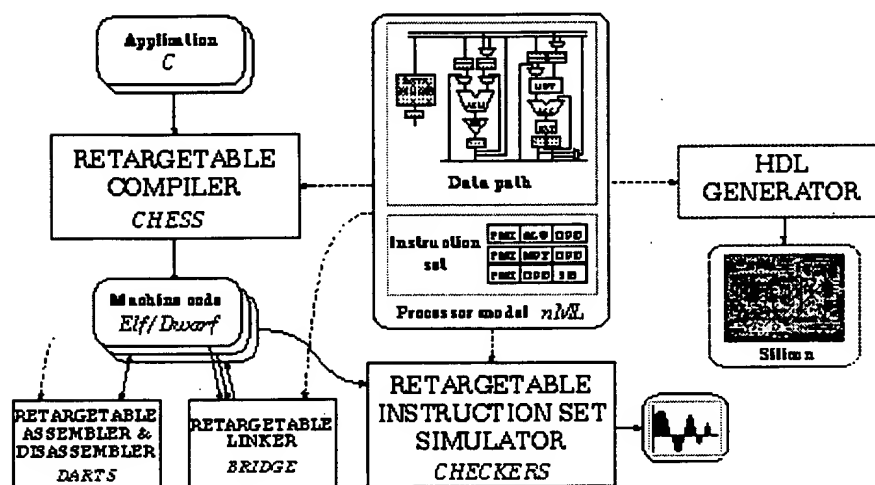 Application
C
RETARGETABLE
COMPILER
CHESS
Data path
Instruction
set
Processor model nML
HDL
GENERATOR
Silicon
Machine code
Elf/Dwarf
RETARGETABLE
ASSEMBLER &
DISASSEMBLER
DARTS
RETARGETABLE
LINKER
BRIDGE
RETARGETABLE
INSTRUCTION SET
SIMULATOR
CHECKERS